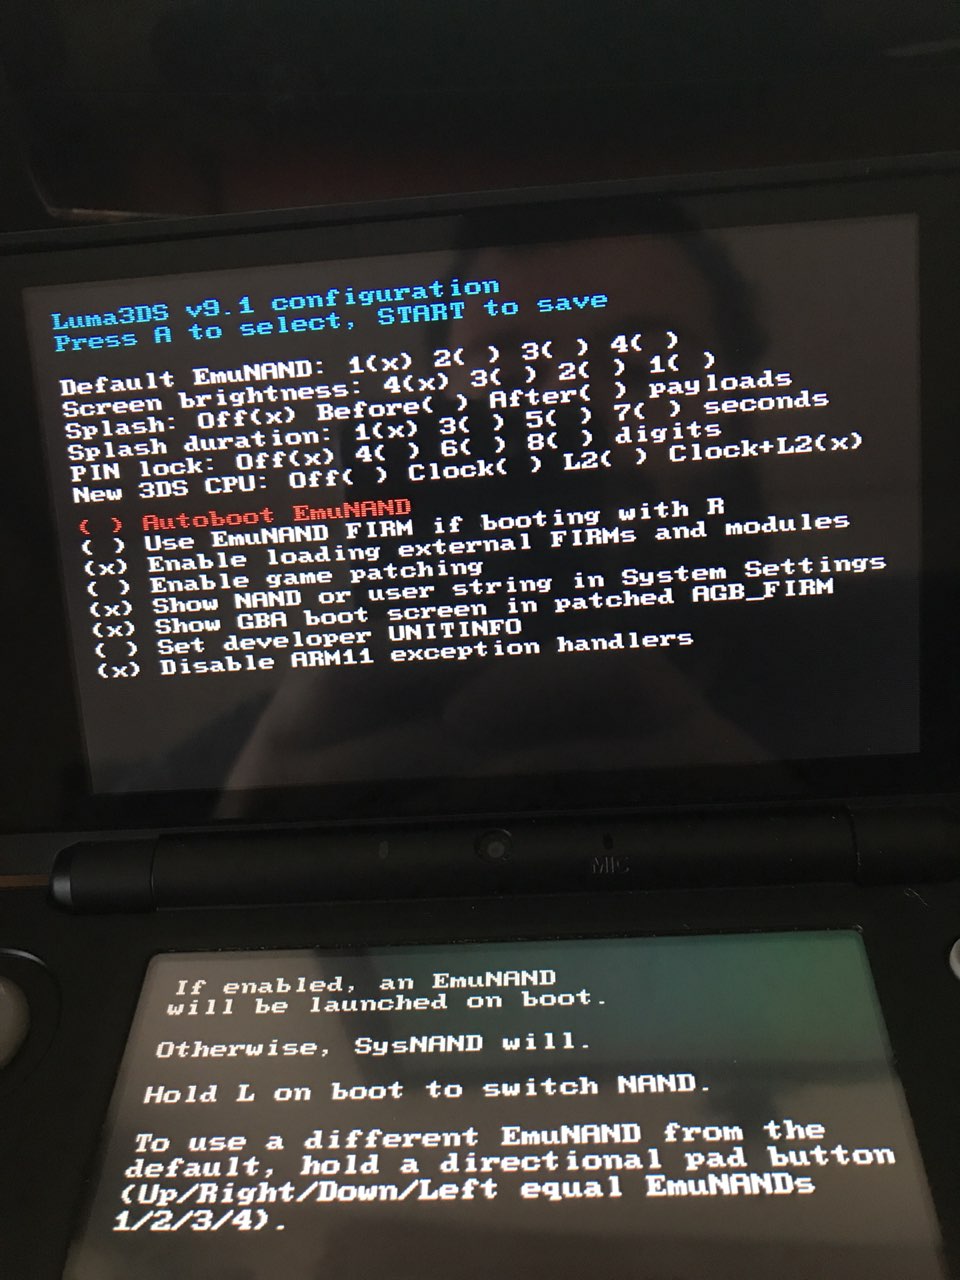 Luma3DS v9.1 configuration
Press A to select, START to save
Default EmuNAND: 1(x) 2( ) 3( ) 4( )
Screen brightness: 4(x) 3( ) 2( ) 1( )
Splash: Off(x) Before( ) After( ) payloads
Splash duration: 1(x) 3( ) 5( ) 7( ) seconds
PIN lock: Off(x) 4( ) 6( ) 8( ) digits
New 3DS CPU: Off( ) Clock( ) L2( ) Clock+L2(x)
( ) Autoboot EmuNAND
( ) Use EmuNAND FIRM if booting with R
(x) Enable loading external FIRMs and modules
( ) Enable game patching
(x) Show NAND or user string in System Settings
(x) Show GBA boot screen in patched AGB_FIRM
( ) Set developer UNITINFO
(x) Disable ARM11 exception handlers
MIC
If enabled, an EmuNAND
will be launched on boot.
Otherwise, SysNAND will.
Hold L on boot to switch NAND.
To use a different EmuNAND from the
default, hold a directional pad button
(Up/Right/Down/Left equal EmuNANDs
1/2/3/4).